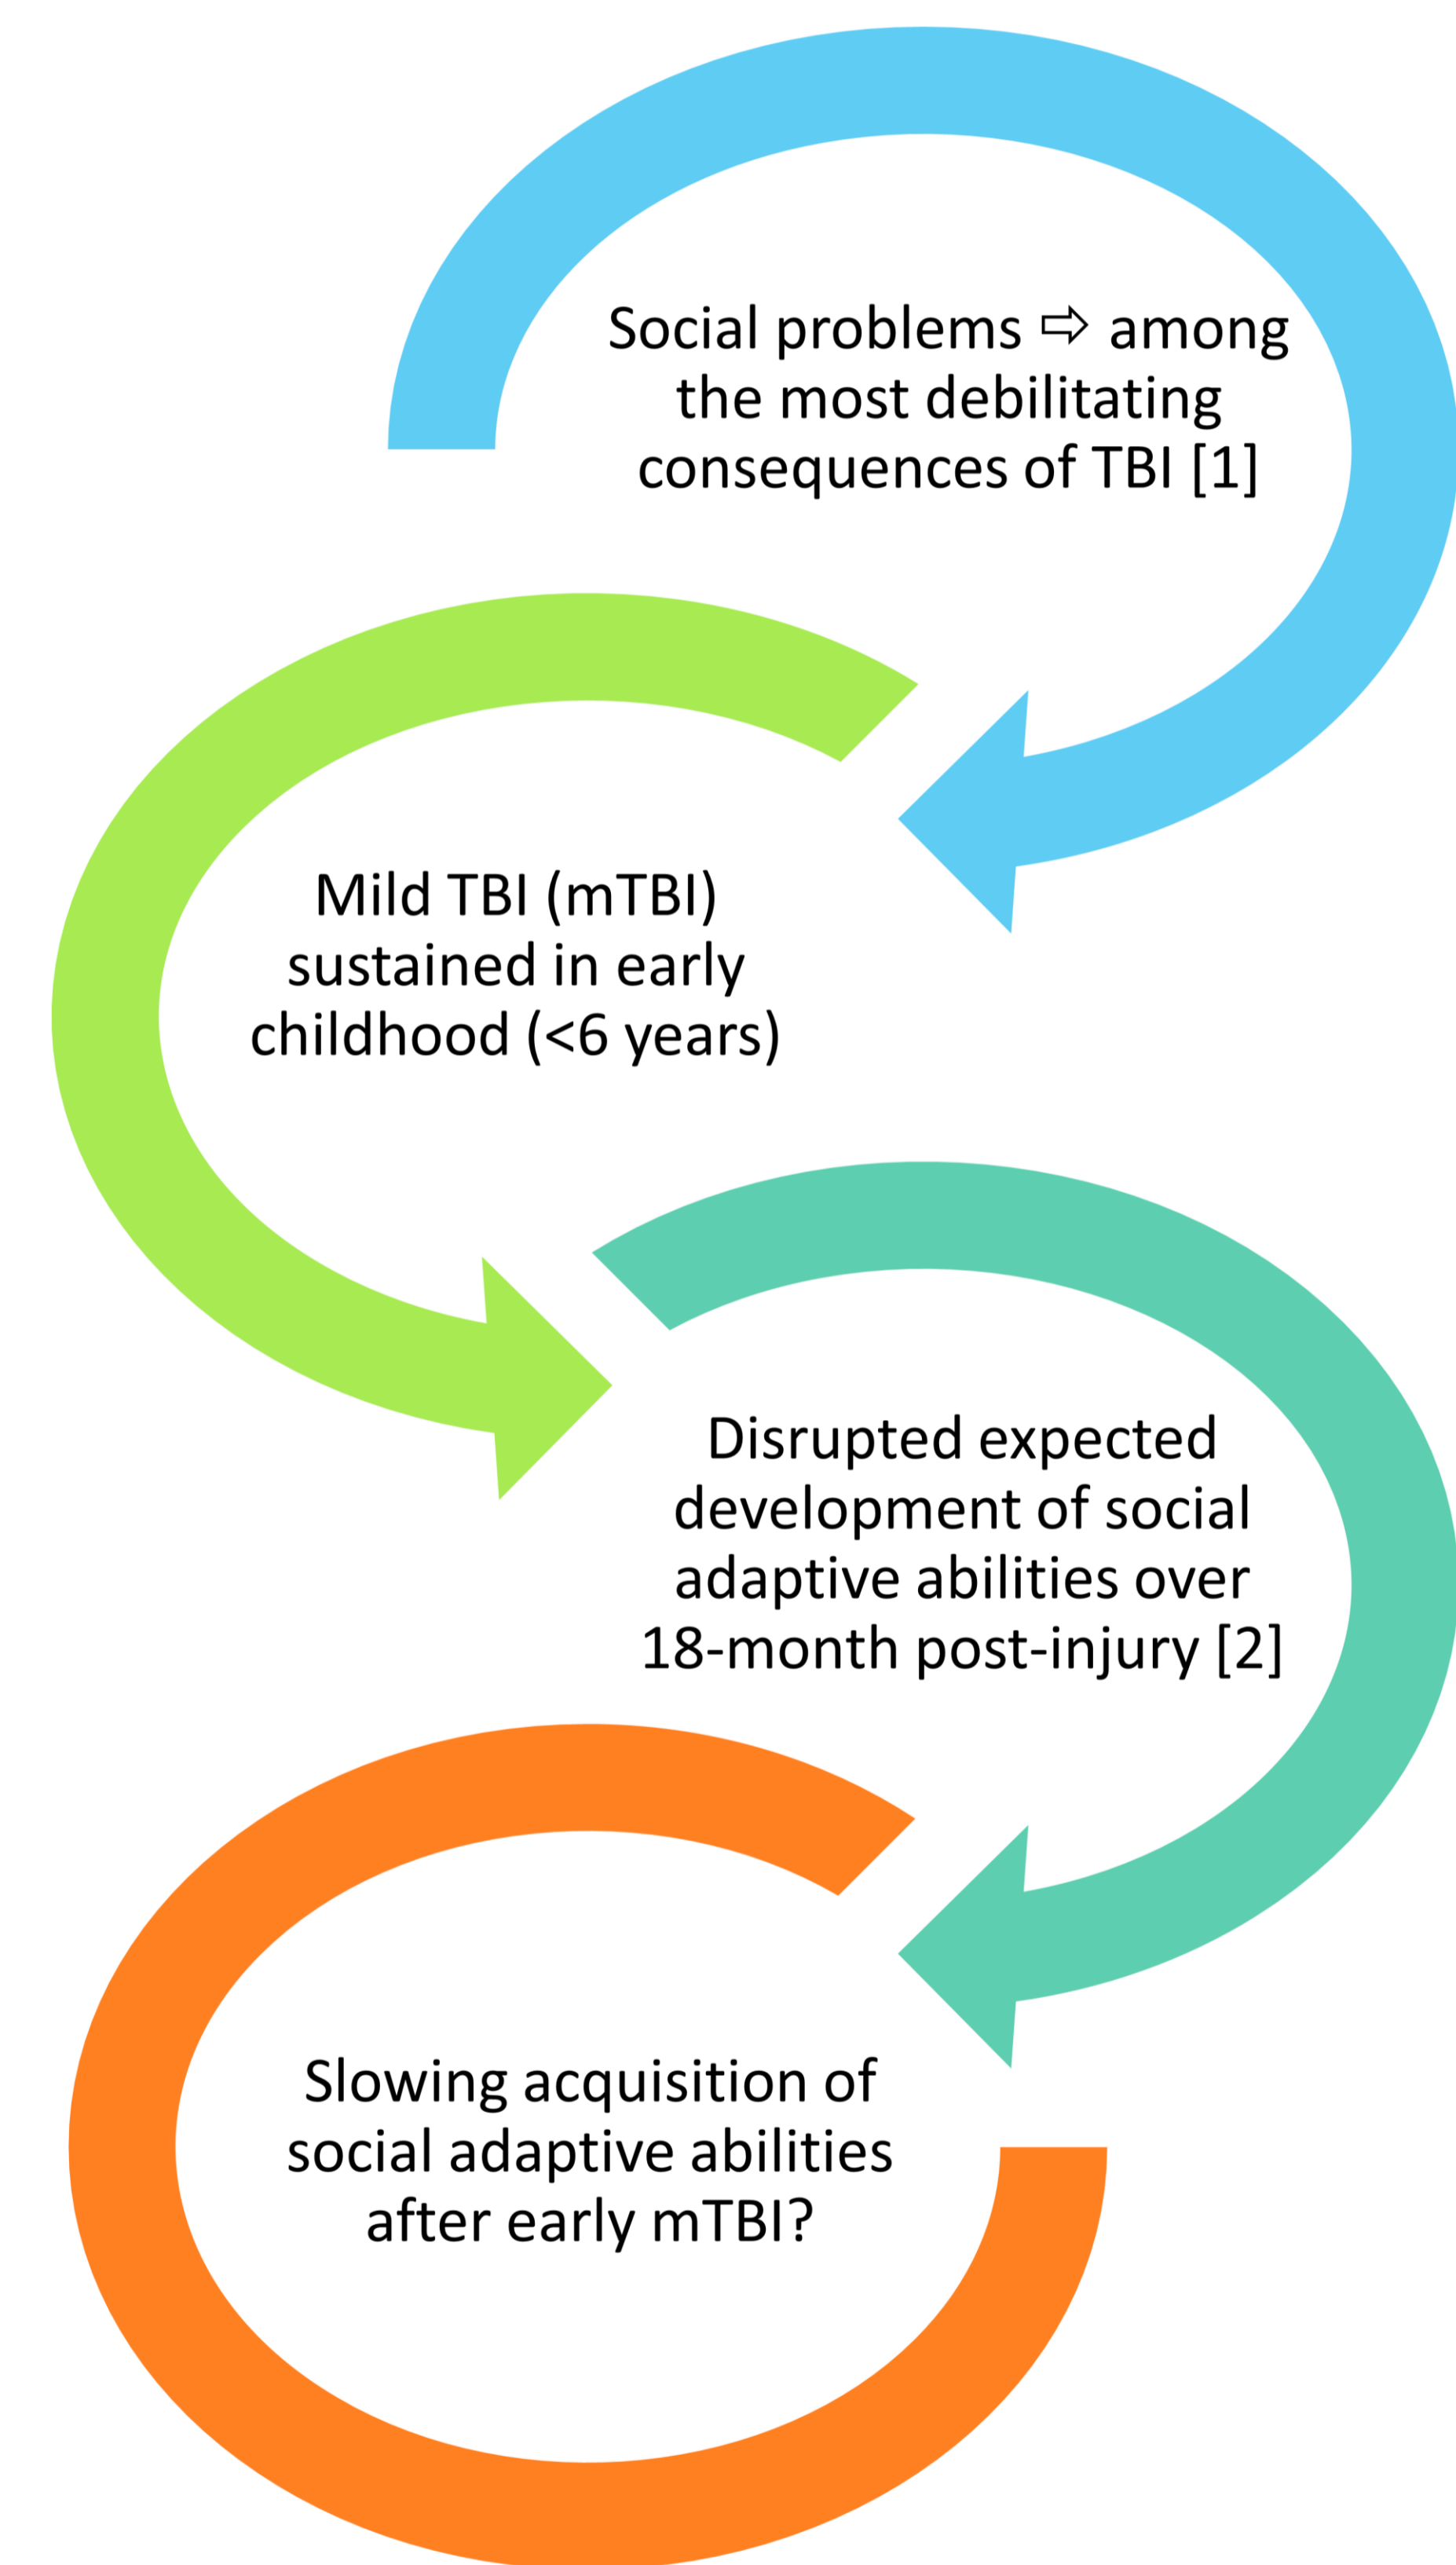 Social problems ⇨ among
the most debilitating
consequences of TBI [1]
Mild TBI (mTBI)
sustained in early
childhood (<6 years)
Disrupted expected
development of social
adaptive abilities over
18-month post-injury [2]
Slowing acquisition of
social adaptive abilities
after early mTBI?